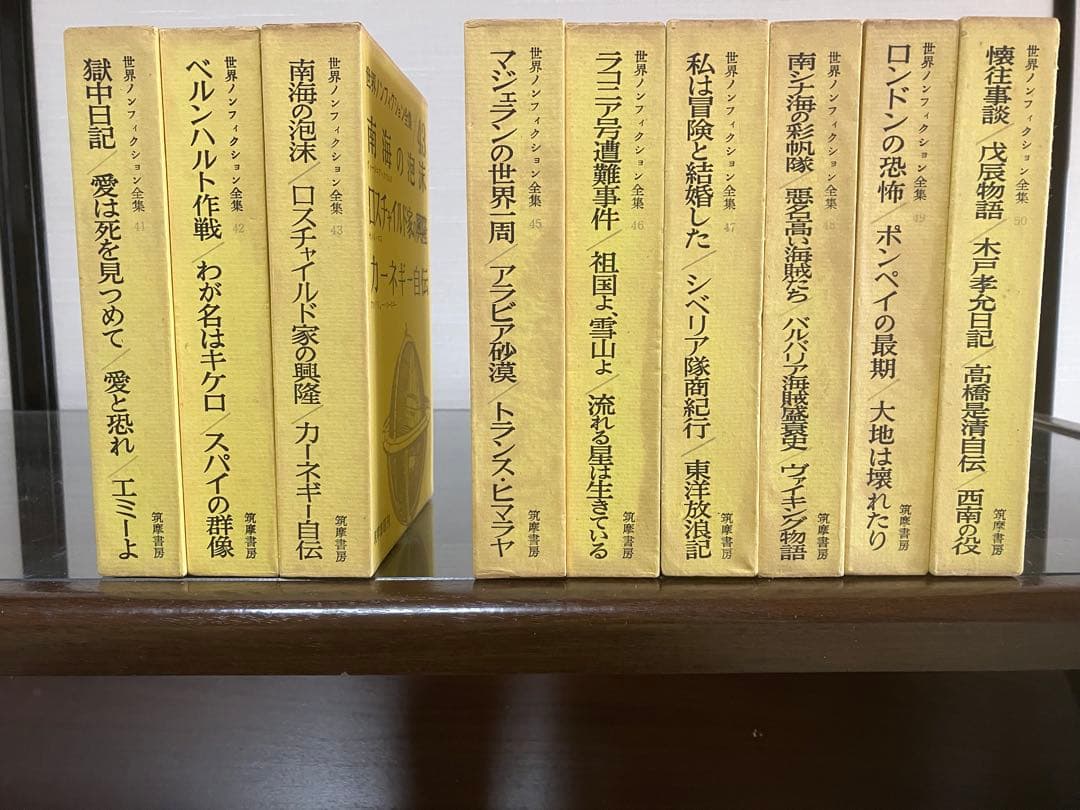 世界ノンフィクション全集 41
獄中日記／愛は死を見つめて／愛と恐れ／エミーよ
筑摩書房
世界ノンフィクション全集 42
ベルンハルト作戦／わが名はキケロ／スパイの群像
世界ノンフィクション全集 43
南海の泡沫／ロスチャイルド家の興隆／カーネギー自伝
筑摩書房
世界ノンフィクション全集 43
南海の泡沫
ロスチャイルド家の興隆
カーネギー自伝
世界ノンフィクション全集 45
マジェランの世界一周／アラビア砂漠／トランス・ヒマラヤ
世界ノンフィクション全集 46
ラコニア号遭難事件／祖国よ、雪山よ／流れる星は生きている
世界ノンフィクション全集 47
私は冒険と結婚した／シベリア隊商紀行／東洋放浪記
筑摩書房
世界ノンフィクション全集 48
南シナ海の彩帆隊／悪名高い海賊たち／バルバリア海賊盛衰史／ヴァイキング物語
世界ノンフィクション全集 49
ロンドンの恐怖／ポンペイの最期／大地は壊れたり
筑摩書房
世界ノンフィクション全集 50
懐往事談／戊辰物語／木戸孝允日記／高橋是清自伝／西南の役
筑摩書房